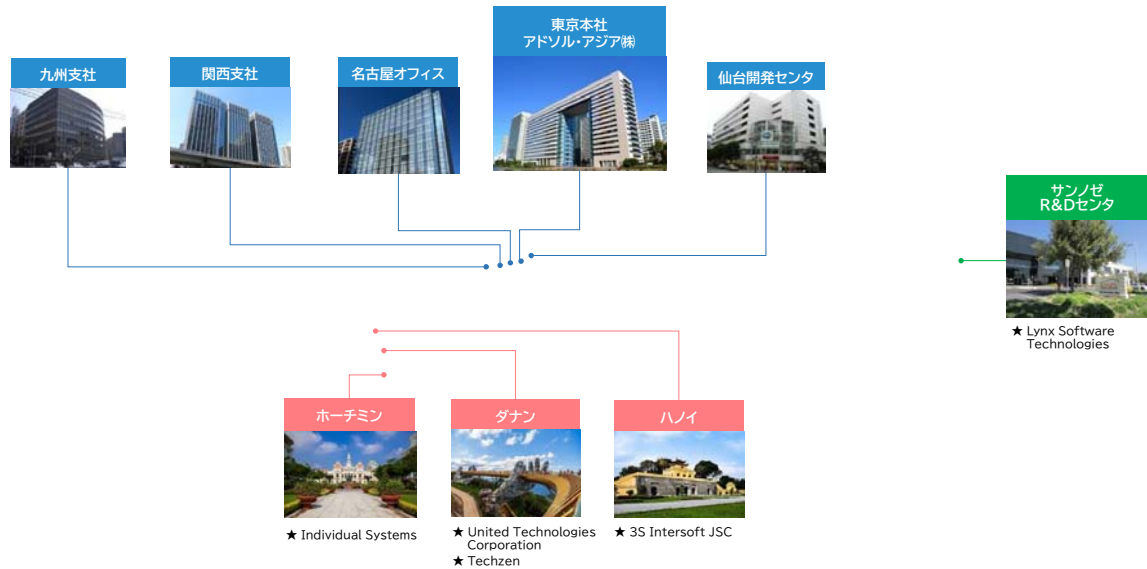 東京本社
アドソル・アジア㈱
九州支社
関西支社
名古屋オフィス
仙台開発センタ
サンノゼ
R&Dセンタ
★ Lynx Software
Technologies
ホーチミン
ダナン
ハノイ
★ Individual Systems
★ United Technologies
Corporation
★ Techzen
★ 3S Intersoft JSC